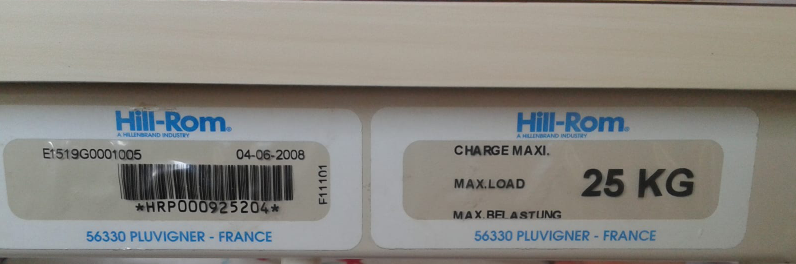 Hill-Rom®
A HILLENBRAND INDUSTRY
E1519G0001005 04-06-2008
*HRP000925204*
F11101
56330 PLUVIGNER - FRANCE
Hill-Rom®
A HILLENBRAND INDUSTRY
CHARGE MAXI.
MAX.LOAD 25 KG
MAX.BELASTUNG
56330 PLUVIGNER - FRANCE